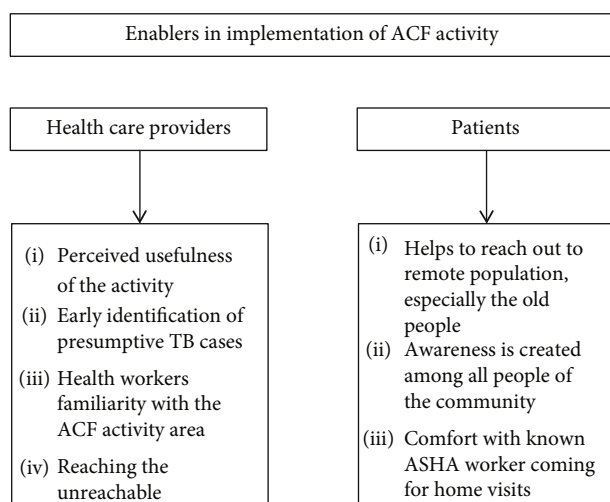 Enablers in implementation of ACF activity
Health care providers
(i) Perceived usefulness
of the activity
(ii) Early identification of
presumptive TB cases
(iii) Health workers
familiarity with the
ACF activity area
(iv) Reaching the
unreachable
Patients
(i) Helps to reach out to
remote population,
especially the old
people
(ii) Awareness is created
among all people of
the community
(iii) Comfort with known
ASHA worker coming
for home visits